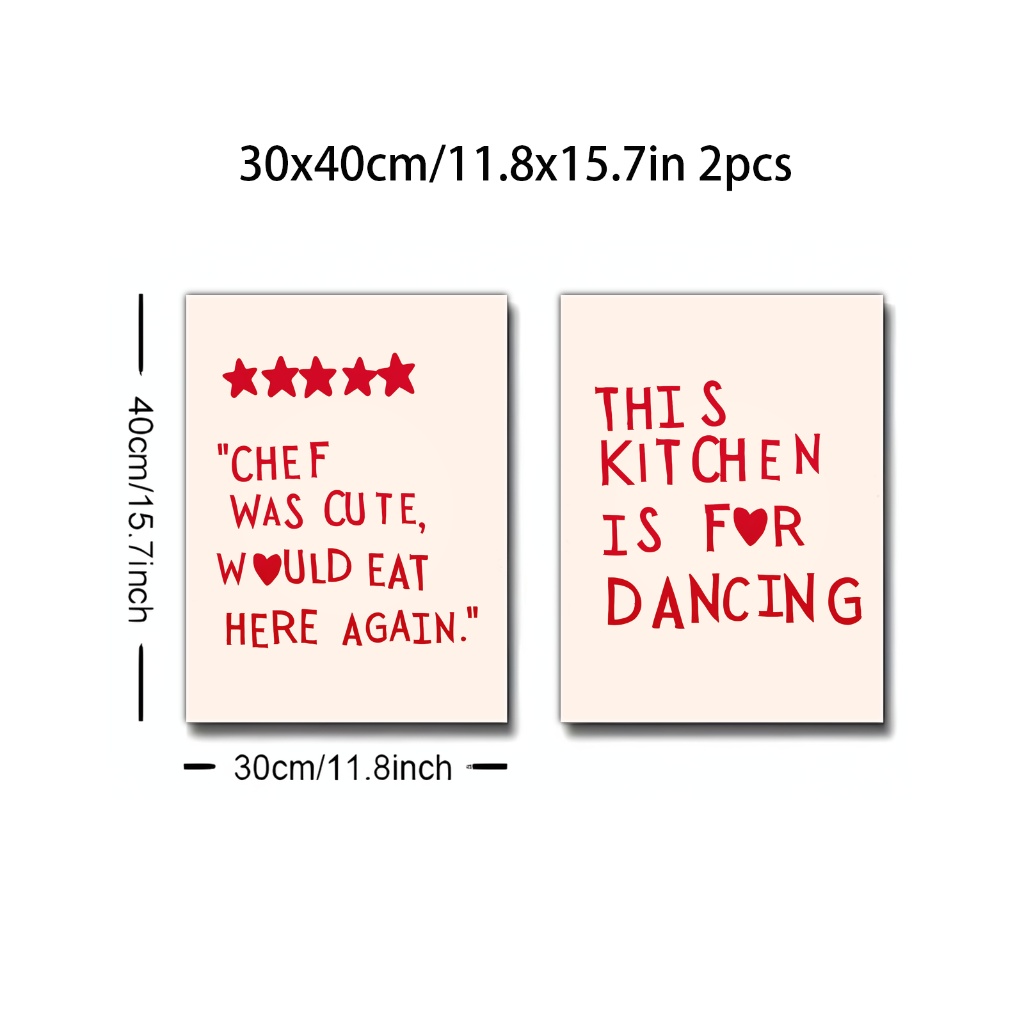 30x40cm/11.8x15.7in 2pcs
40cm/15.7inch
"CHEF
WAS CUTE,
W♥ULD EAT
HERE AGAIN."
THIS
KITCHEN
IS F♥R
DANCING
30cm/11.8inch